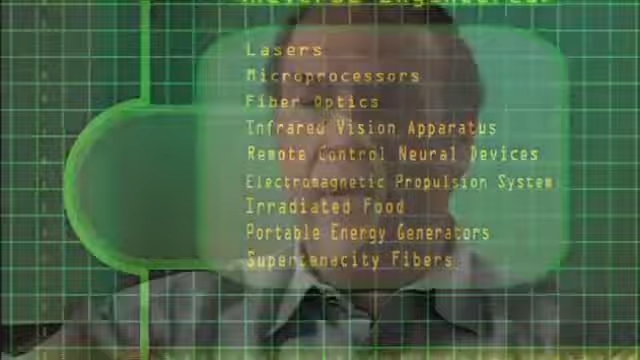 Lasers
Microprocessors
Fiber Optics
Infrared Vision Apparatus
Remote Control Neural Devices
Electromagnetic Propulsion System
Irradiated Food
Portable Energy Generators
Supertenacity Fibers